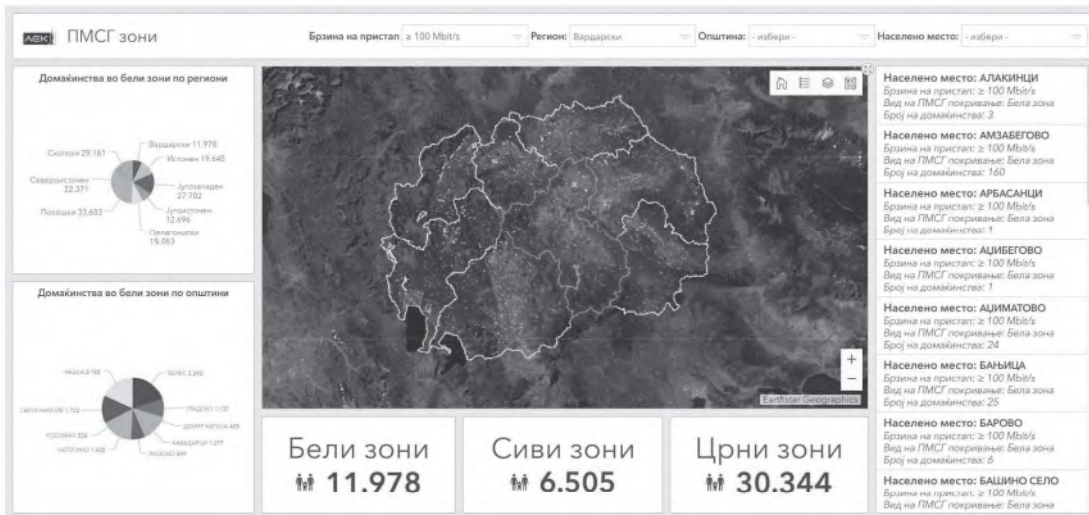 АЕК
ПМСГ зони
Брзина на пристап ≥ 100 Mbit/s
Регион: Вардарски
Општина: - избери -
Населено место: - избери -
Домаќинства во бели зони по региони
Вардарски 11.978
Источен 19.645
Југозападен
27.702
Југоисточен
12.696
Пелагониски
Полошки
Североисточен
22.371
Скопски 29.161
Домаќинства во бели зони по општини
ГРАДСКО 1.127
КАВАДАРЦИ 1.277
Earthstar Geographics
+
−
Бели зони
11.978
Сиви зони
6.505
Црни зони
30.344
Населено место: АЛАКИНЦИ
Брзина на пристап: ≥ 100 Mbit/s
Вид на ПМСГ покривање: Бела зона
Број на домаќинства: 3
Населено место: АМЗАБЕГОВО
Брзина на пристап: ≥ 100 Mbit/s
Вид на ПМСГ покривање: Бела зона
Број на домаќинства: 160
Населено место: АРБАСАНЦИ
Брзина на пристап: ≥ 100 Mbit/s
Вид на ПМСГ покривање: Бела зона
Број на домаќинства: 1
Населено место: АЏИБЕГОВО
Брзина на пристап: ≥ 100 Mbit/s
Вид на ПМСГ покривање: Бела зона
Број на домаќинства: 1
Населено место: АЏИМАТОВО
Брзина на пристап: ≥ 100 Mbit/s
Вид на ПМСГ покривање: Бела зона
Број на домаќинства: 24
Населено место: БАЊИЦА
Брзина на пристап: ≥ 100 Mbit/s
Вид на ПМСГ покривање: Бела зона
Број на домаќинства: 25
Населено место: БАРОВО
Брзина на пристап: ≥ 100 Mbit/s
Вид на ПМСГ покривање: Бела зона
Број на домаќинства: 6
Населено место: БАШИНО СЕЛО
Брзина на пристап: ≥ 100 Mbit/s
Вид на ПМСГ покривање: Бела зона